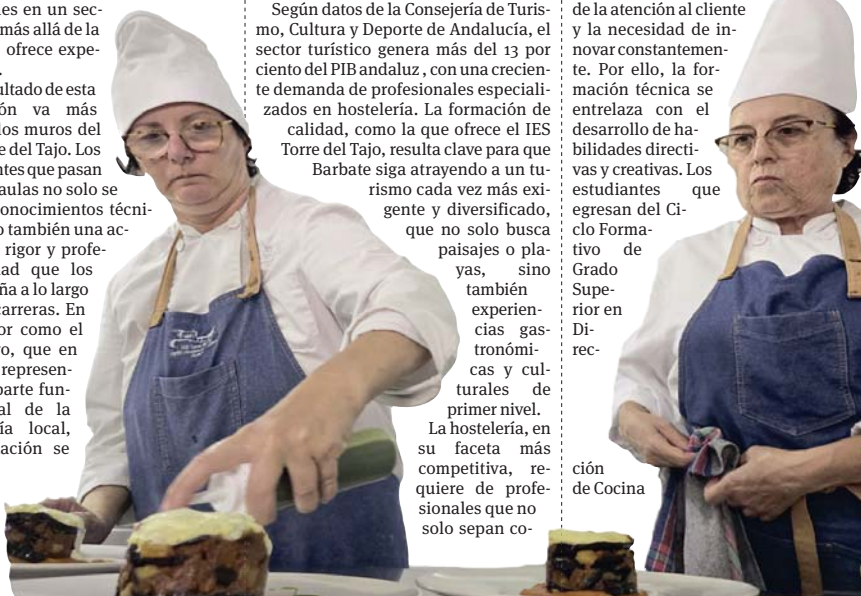 les en un sec-
más allá de la
ofrece expe-
ultado de esta
ón va más
los muros del
e del Tajo. Los
ntes que pasan
aulas no solo se
onocimientos técni-
o también una ac-
rigor y profe-
ad que los
ña a lo largo
carreras. En
or como el
o, que en
represen-
parte fun-
al de la
ía local,
ación se
Según datos de la Consejería de Turis-
mo, Cultura y Deporte de Andalucía, el
sector turístico genera más del 13 por
ciento del PIB andaluz , con una crecien-
te demanda de profesionales especiali-
zados en hostelería. La formación de
calidad, como la que ofrece el IES
Torre del Tajo, resulta clave para que
Barbate siga atrayendo a un tu-
rismo cada vez más exi-
gente y diversificado,
que no solo busca
paisajes o pla-
yas, sino
también
experien-
cias gas-
tronómi-
cas y cul-
turales de
primer nivel.
La hostelería, en
su faceta más
competitiva, re-
quiere de profe-
sionales que no
solo sepan co-
de la atención al cliente
y la necesidad de in-
novar constantemen-
te. Por ello, la for-
mación técnica se
entrelaza con el
desarrollo de ha-
bilidades directi-
vas y creativas. Los
estudiantes que
egresan del Ci-
clo Forma-
tivo de
Grado
Supe-
rior en
Di-
rec-
ción
de Cocina